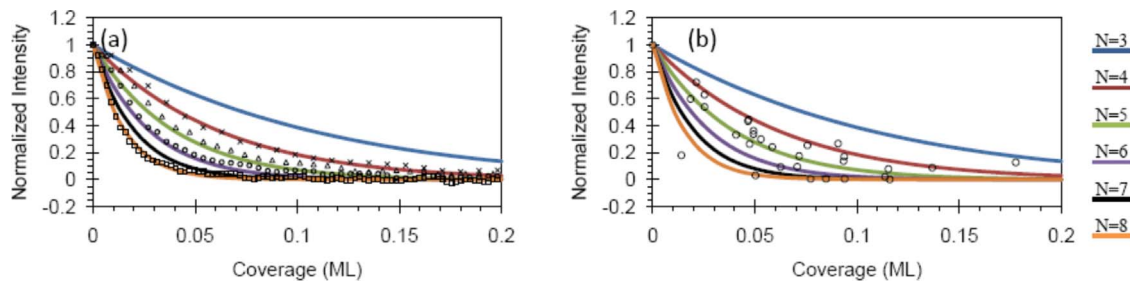 1.2
1
0.8
0.6
0.4
0.2
0
-0.2
Normalized Intensity
(a)
0
0.05
0.1
0.15
0.2
Coverage (ML)
1.2
1
0.8
0.6
0.4
0.2
0
-0.2
Normalized Intensity
(b)
0
0.05
0.1
0.15
0.2
Coverage (ML)
N=3
N=4
N=5
N=6
N=7
N=8